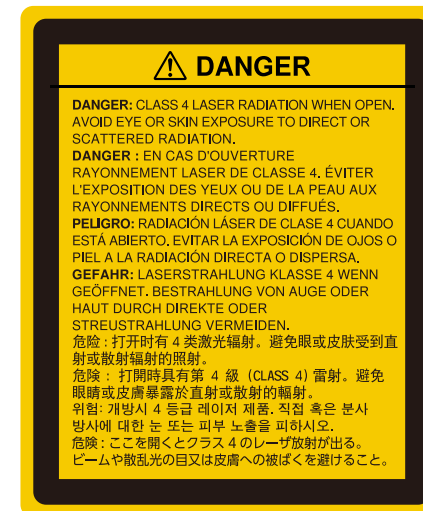 ⚠ DANGER
DANGER: CLASS 4 LASER RADIATION WHEN OPEN.
AVOID EYE OR SKIN EXPOSURE TO DIRECT OR
SCATTERED RADIATION.
DANGER : EN CAS D'OUVERTURE
RAYONNEMENT LASER DE CLASSE 4. ÉVITER
L'EXPOSITION DES YEUX OU DE LA PEAU AUX
RAYONNEMENTS DIRECTS OU DIFFUÉS.
PELIGRO: RADIACIÓN LÁSER DE CLASE 4 CUANDO
ESTÁ ABIERTO. EVITAR LA EXPOSICIÓN DE OJOS O
PIEL A LA RADIACIÓN DIRECTA O DISPERSA.
GEFAHR: LASERSTRAHLUNG KLASSE 4 WENN
GEÖFFNET. BESTRAHLUNG VON AUGE ODER
HAUT DURCH DIREKTE ODER
STREUSTRAHLUNG VERMEIDEN.
危险 : 打开时有 4 类激光辐射。避免眼或皮肤受到直
射或散射辐射的照射。
危険 : 打開時具有第 4 級 (CLASS 4) 雷射。避免
眼睛或皮膚暴露於直射或散射的輻射。
위험: 개방시 4 등급 레이저 제품. 직접 혹은 분사
방사에 대한 눈 또는 피부 노출을 피하시오.
危険 : ここを開くとクラス 4 のレーザ放射が出る。
ビームや散乱光の目又は皮膚への被ばくを避けること。